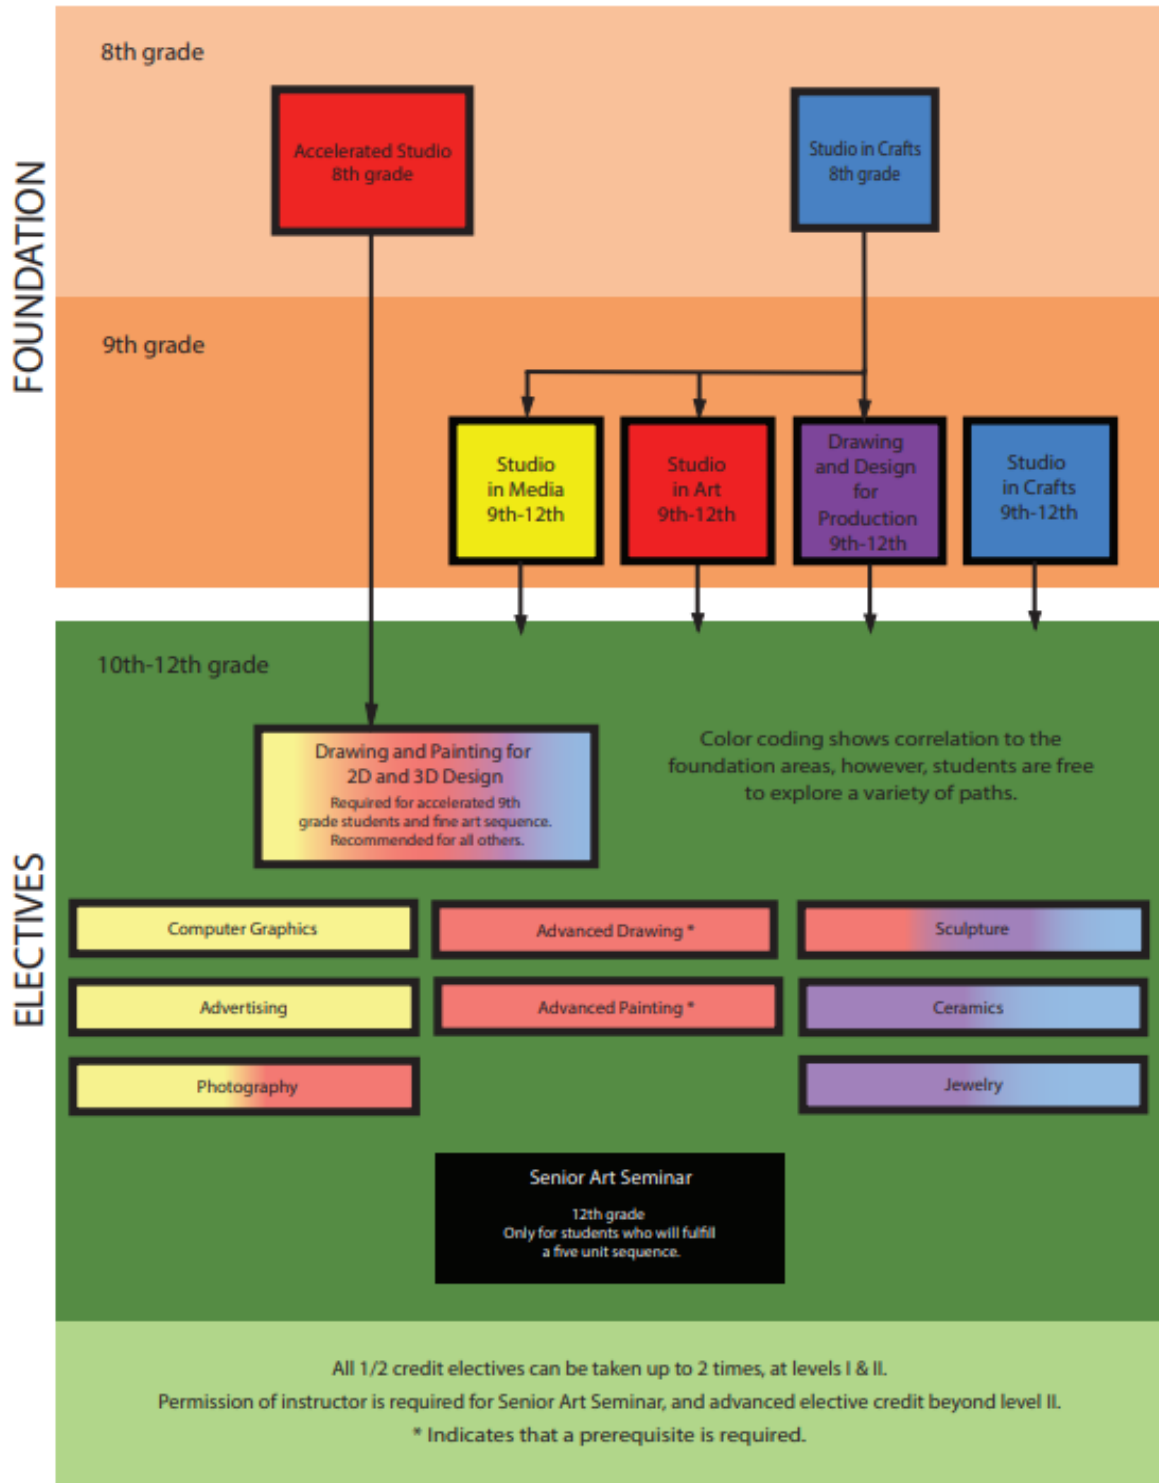 FOUNDATION
8th grade
Accelerated Studio
8th grade
Studio in Crafts
8th grade
9th grade
Studio
in Media
9th-12th
Studio
in Art
9th-12th
Drawing
and Design
for
Production
9th-12th
Studio
in Crafts
9th-12th
ELECTIVES
10th-12th grade
Drawing and Painting for
2D and 3D Design
Required for accelerated 9th
grade students and fine art sequence.
Recommended for all others.
Color coding shows correlation to the
foundation areas, however, students are free
to explore a variety of paths.
Computer Graphics
Advanced Drawing *
Sculpture
Advertising
Advanced Painting *
Ceramics
Photography
Jewelry
Senior Art Seminar
12th grade
Only for students who will fulfill
a five unit sequence.
All 1/2 credit electives can be taken up to 2 times, at levels I & II.
Permission of instructor is required for Senior Art Seminar, and advanced elective credit beyond level II.
* Indicates that a prerequisite is required.